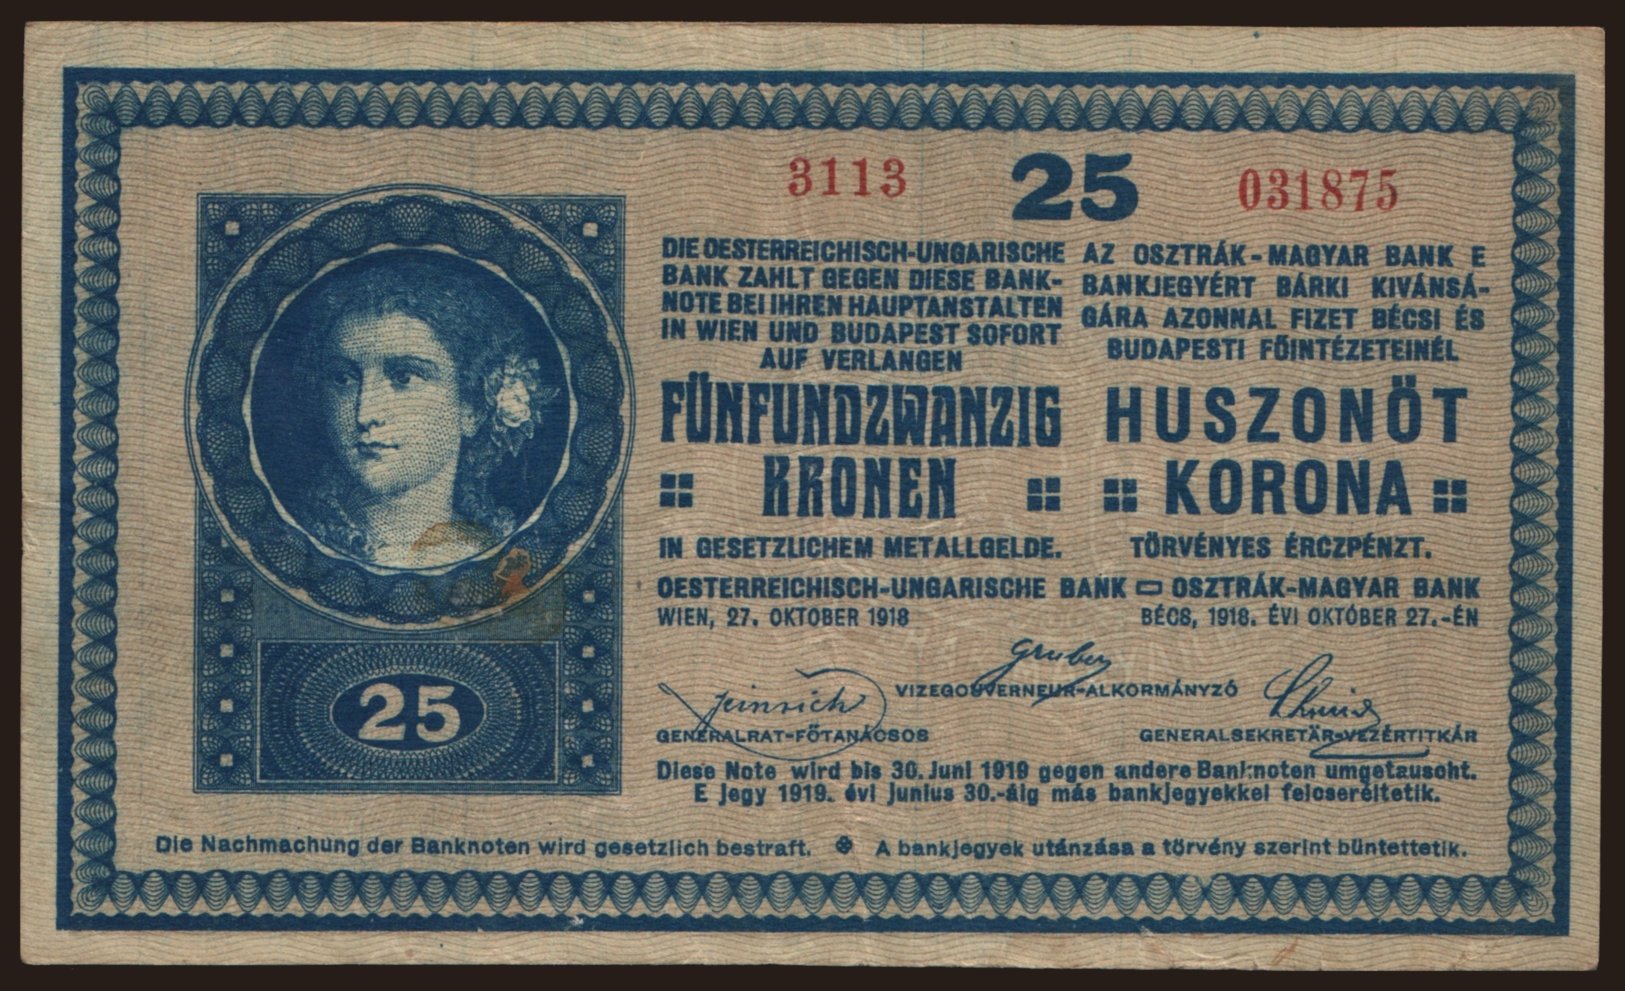 3113 25 031875
DIE OESTERREICHISCH-UNGARISCHE
BANK ZAHLT GEGEN DIESE BANK-
NOTE BEI IHREN HAUPTANSTALTEN
IN WIEN UND BUDAPEST SOFORT
AUF VERLANGEN
FÜNFUNDZWANZIG
KRONEN
IN GESETZLICHEM METALLGELDE.
AZ OSZTRÁK-MAGYAR BANK E
BANKJEGYÉRT BÁRKI KIVÁNSÁ-
GÁRA AZONNAL FIZET BÉCSI ÉS
BUDAPESTI FŐINTÉZETEINÉL
HUSZONÖT
KORONA
TÖRVÉNYES ÉRCZPÉNZT.
OESTERREICHISCH-UNGARISCHE BANK OSZTRÁK-MAGYAR BANK
WIEN, 27. OKTOBER 1918 BÉCS, 1918. ÉVI OKTÓBER 27.-ÉN
Gruber
VIZEGOUVERNEUR-ALKORMÁNYZÓ
GENERALRAT-FŐTANÁCSOS GENERALSEKRETÄR-VEZÉRTITKÁR
Diese Note wird bis 30. Juni 1919 gegen andere Banknoten umgetauscht.
E jegy 1919. évi junius 30.-áig más bankjegyekkel felcseréltetik.
25
Die Nachmachung der Banknoten wird gesetzlich bestraft. A bankjegyek utánzása a törvény szerint büntettetik.